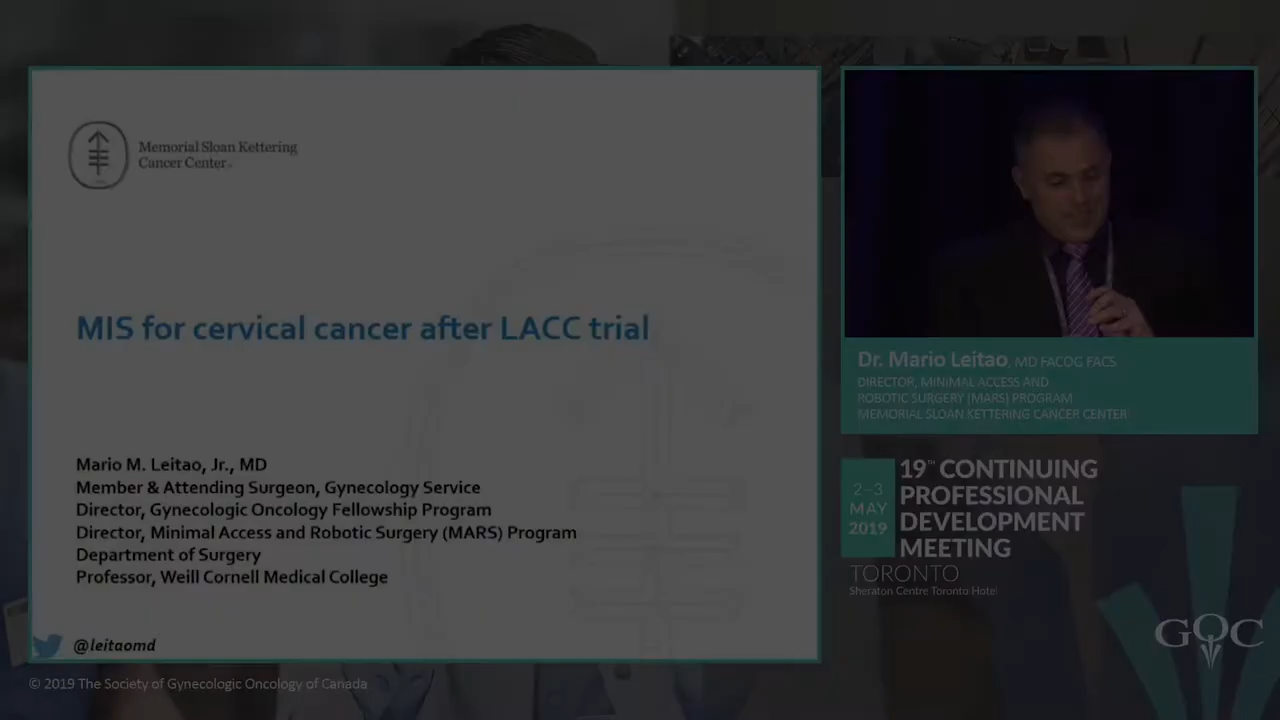 Memorial Sloan Kettering
Cancer Center
MIS for cervical cancer after LACC trial
Mario M. Leitao, Jr., MD
Member & Attending Surgeon, Gynecology Service
Director, Gynecologic Oncology Fellowship Program
Director, Minimal Access and Robotic Surgery (MARS) Program
Department of Surgery
Professor, Weill Cornell Medical College
@leitaomd
Dr. Mario Leitao, MD FACOG FACS
DIRECTOR, MINIMAL ACCESS AND
ROBOTIC SURGERY (MARS) PROGRAM
MEMORIAL SLOAN KETTERING CANCER CENTER
2–3
MAY
2019
19™ CONTINUING
PROFESSIONAL
DEVELOPMENT
MEETING
TORONTO
Sheraton Centre Toronto Hotel
GOC
© 2019 The Society of Gynecologic Oncology of Canada